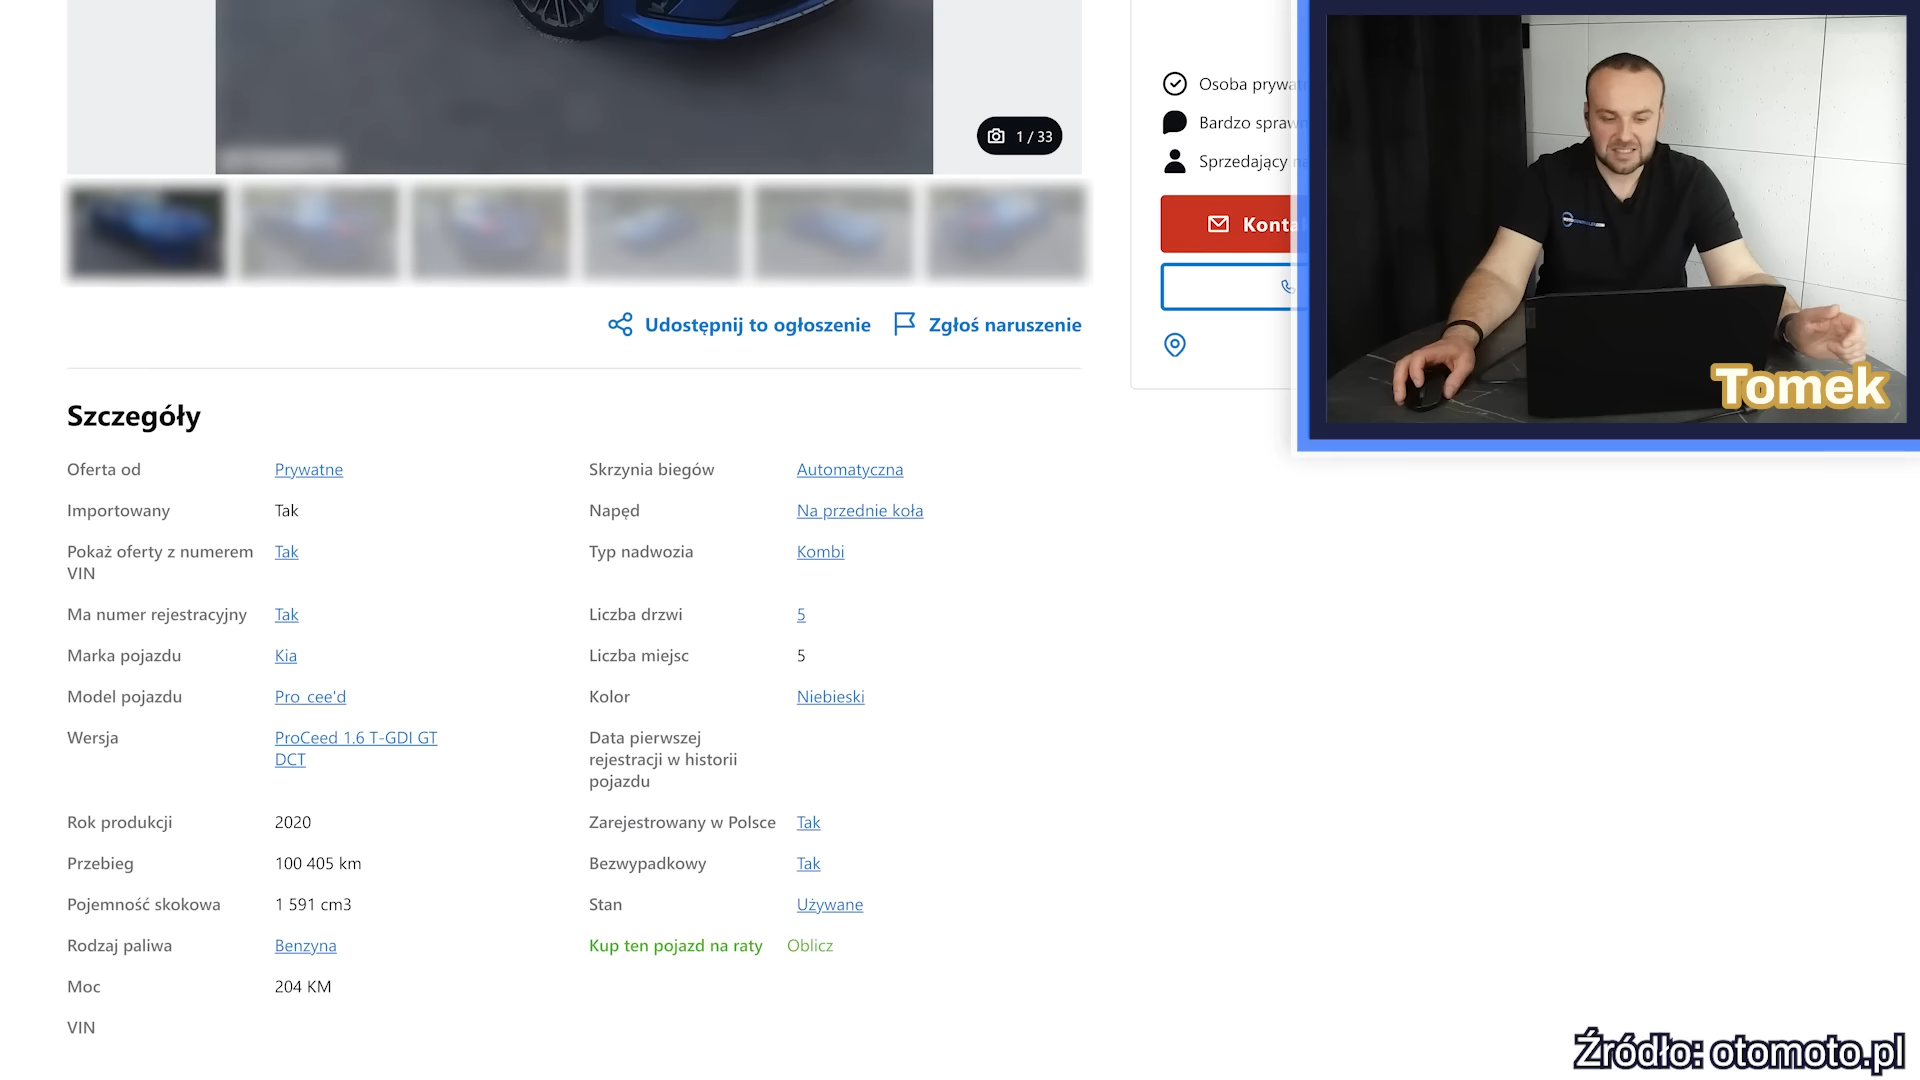 1 / 33
Osoba
Bardzo
Sprzedający
Udostępnij to ogłoszenie
Zgłoś naruszenie
Tomek
Szczegóły
Oferta od Prywatne
Importowany Tak
Pokaż oferty z numerem VIN Tak
Ma numer rejestracyjny Tak
Marka pojazdu Kia
Model pojazdu Pro_cee'd
Wersja ProCeed 1.6 T-GDI GT
DCT
Rok produkcji 2020
Przebieg 100 405 km
Pojemność skokowa 1 591 cm3
Rodzaj paliwa Benzyna
Moc 204 KM
VIN
Skrzynia biegów Automatyczna
Napęd Na przednie koła
Typ nadwozia Kombi
Liczba drzwi 5
Liczba miejsc 5
Kolor Niebieski
Data pierwszej
rejestracji w historii
pojazdu
Zarejestrowany w Polsce Tak
Bezwypadkowy Tak
Stan Używane
Kup ten pojazd na raty Oblicz
Źródło: otomoto.pl